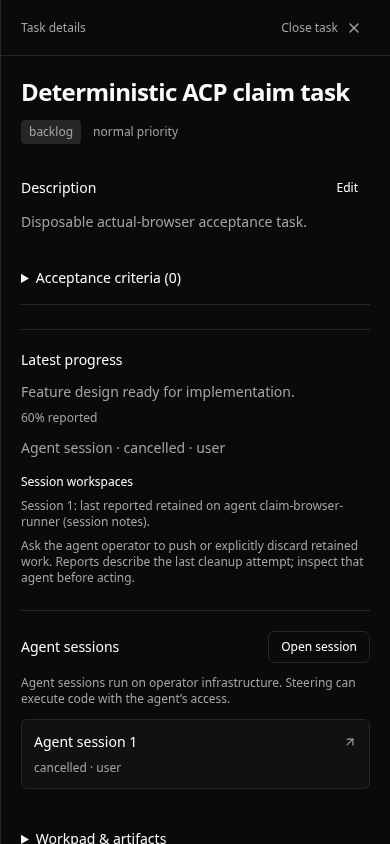 Task details
Close task
Deterministic ACP claim task
backlog
normal priority
Description
Edit
Disposable actual-browser acceptance task.
Acceptance criteria (0)
Latest progress
Feature design ready for implementation.
60% reported
Agent session · cancelled · user
Session workspaces
Session 1: last reported retained on agent claim-browser-
runner (session notes).
Ask the agent operator to push or explicitly discard retained
work. Reports describe the last cleanup attempt; inspect that
agent before acting.
Agent sessions
Open session
Agent sessions run on operator infrastructure. Steering can
execute code with the agent’s access.
Agent session 1
cancelled · user
Workpad & artifacts